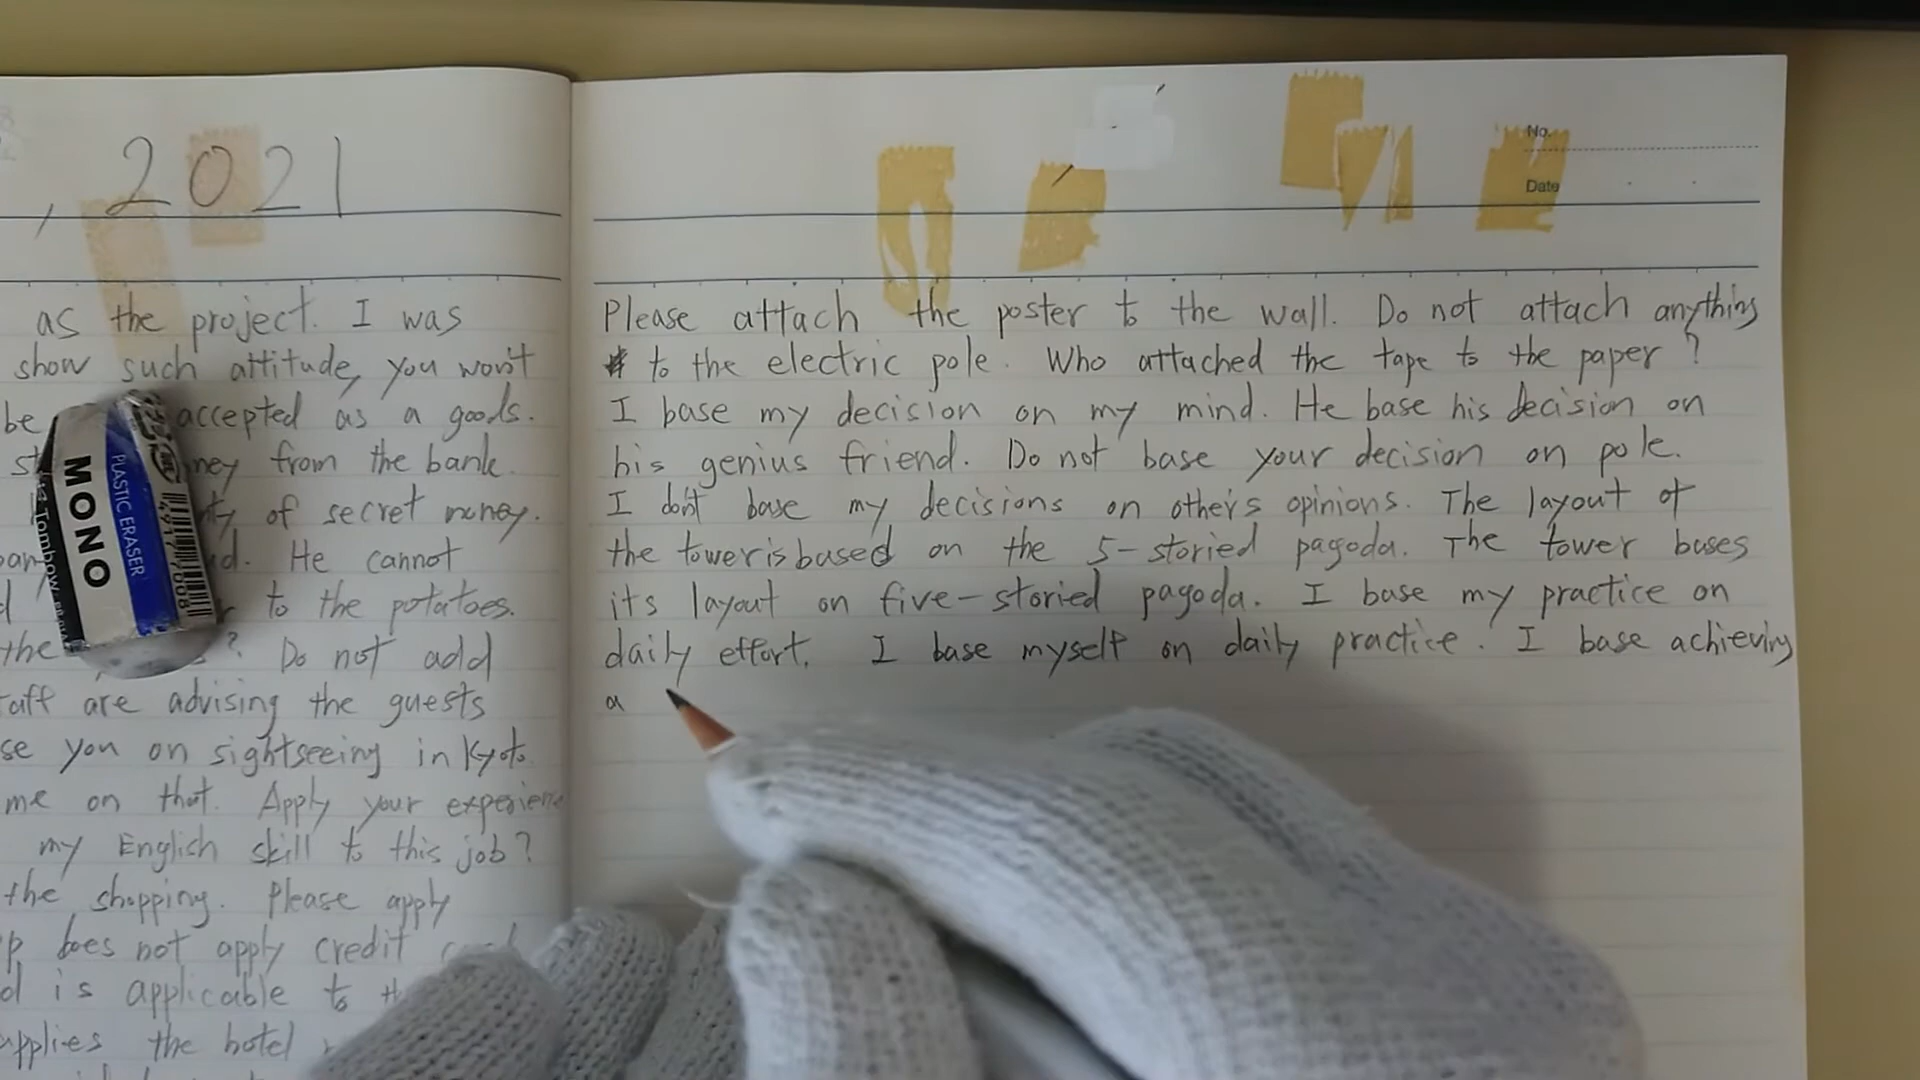 , 2021
as the project. I was
show such attitude, you won't
be accepted as a goods.
from the bank.
of secret money.
He cannot
to the potatoes.
the ? Do not add
are advising the guests
you on sightseeing in Kyoto.
me on that. Apply your
my English skill to this job?
the shopping. Please apply
does not apply credit
is applicable to
the hotel
MONO
PLASTIC ERASER
Tombow
No.
Date
Please attach the poster to the wall. Do not attach anything
to the electric pole. Who attached the tape to the paper?
I base my decision on my mind. He base his decision on
his genius friend. Do not base your decision on pole.
I don't base my decisions on other's opinions. The layout of
the tower is based on the 5-storied pagoda. The tower bases
its layout on five-storied pagoda. I base my practice on
daily effort. I base myself on daily practice. I base achieving
a